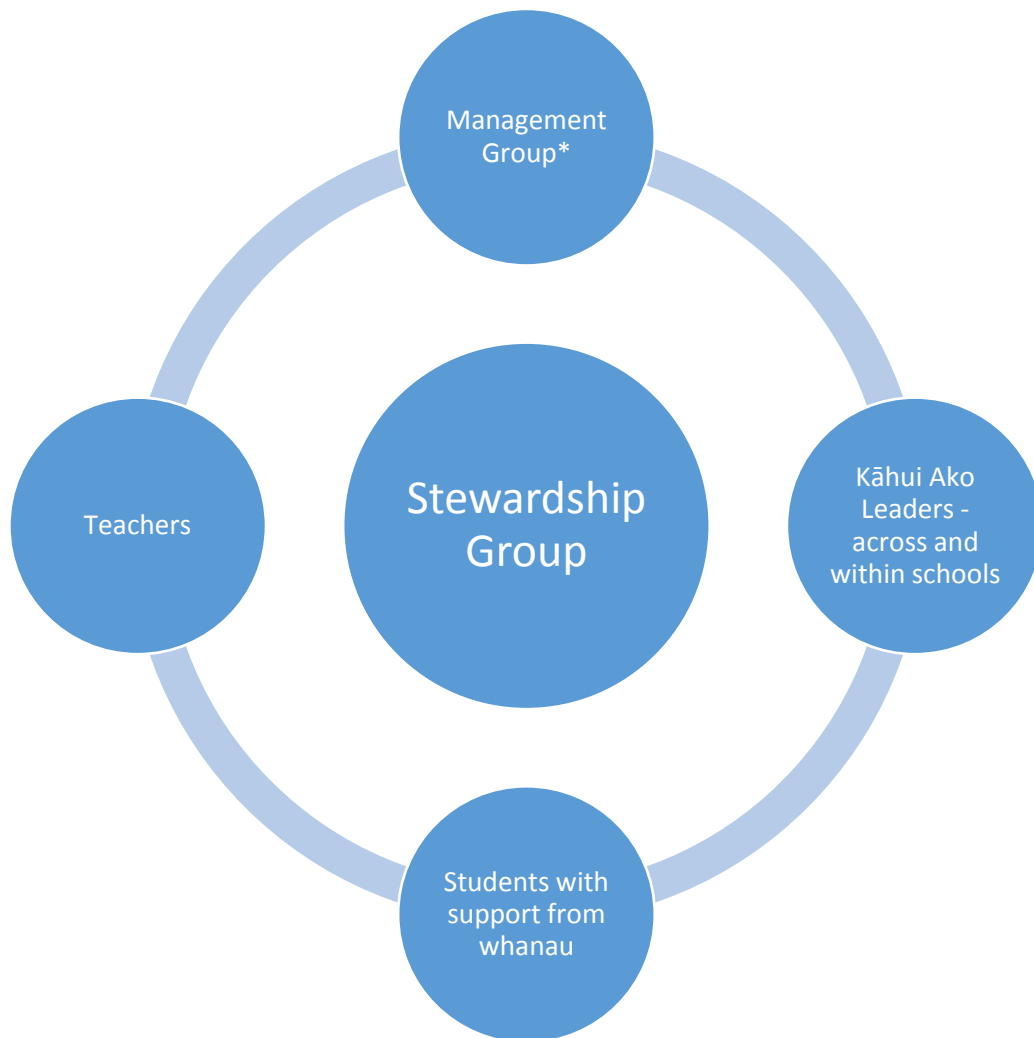 Management
Group*
Teachers
Stewardship
Group
Kāhui Ako
Leaders -
across and
within schools
Students with
support from
whanau